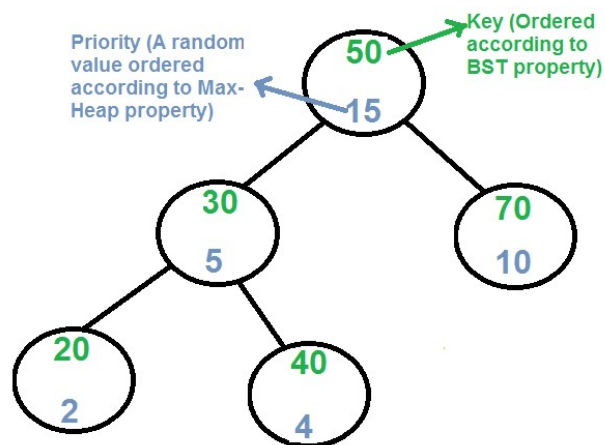 Priority (A random
value ordered
according to Max-
Heap property)
Key (Ordered
according to
BST property)
50
15
30
5
70
10
20
2
40
4